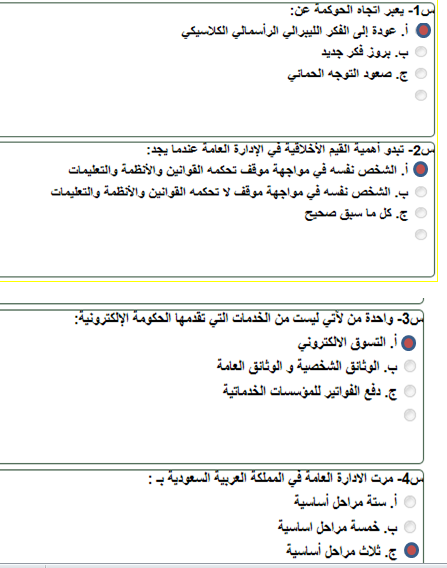 س1- يعبر اتجاه الحوكمة عن:
أ. عودة إلى الفكر الليبرالي الرأسمالي الكلاسيكي
ب. بروز فكر جديد
ج. صعود التوجه الحماني
س2- تبدو أهمية القيم الأخلاقية في الإدارة العامة عندما يجد:
أ. الشخص نفسه في مواجهة موقف تحكمه القوانين والأنظمة والتعليمات
ب. الشخص نفسه في مواجهة موقف لا تحكمه القوانين والأنظمة والتعليمات
ج. كل ما سبق صحيح
س3- واحدة من لأتي ليست من الخدمات التي تقدمها الحكومة الإلكترونية:
أ. التسوق الالكتروني
ب. الوثائق الشخصية و الوثائق العامة
ج. دفع الفواتير للمؤسسات الخدماتية
س4- مرت الادارة العامة في المملكة العربية السعودية بـ :
أ. ستة مراحل أساسية
ب. خمسة مراحل اساسية
ج. ثلاث مراحل أساسية